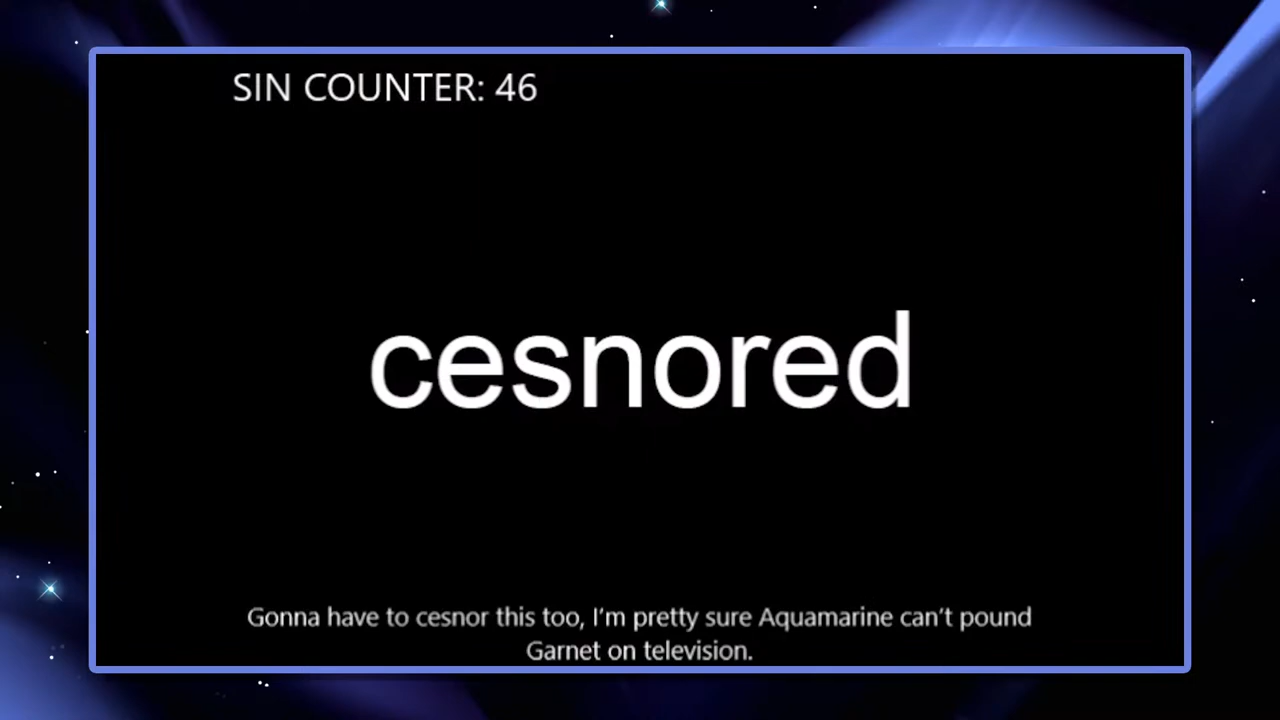 SIN COUNTER: 46
cesnored
Gonna have to cesnor this too, I’m pretty sure Aquamarine can’t pound
Garnet on television.